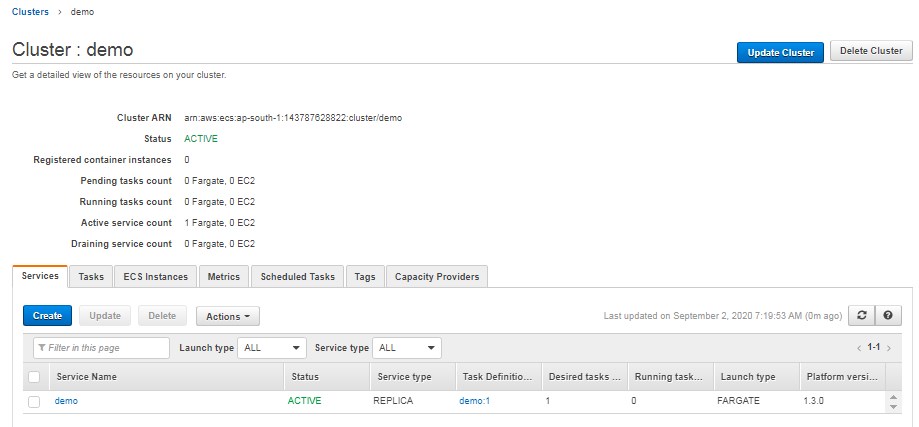 Clusters > demo
Cluster : demo
Update Cluster Delete Cluster
Get a detailed view of the resources on your cluster.
Cluster ARN arn:aws:ecs:ap-south-1:143787628822:cluster/demo
Status ACTIVE
Registered container instances 0
Pending tasks count 0 Fargate, 0 EC2
Running tasks count 0 Fargate, 0 EC2
Active service count 1 Fargate, 0 EC2
Draining service count 0 Fargate, 0 EC2
Services Tasks ECS Instances Metrics Scheduled Tasks Tags Capacity Providers
Create Update Delete Actions Last updated on September 2, 2020 7:19:53 AM (0m ago)
Filter in this page Launch type ALL Service type ALL < 1-1 >
Service Name Status Service type Task Definitio... Desired tasks ... Running task... Launch type Platform versi...
demo ACTIVE REPLICA demo:1 1 0 FARGATE 1.3.0